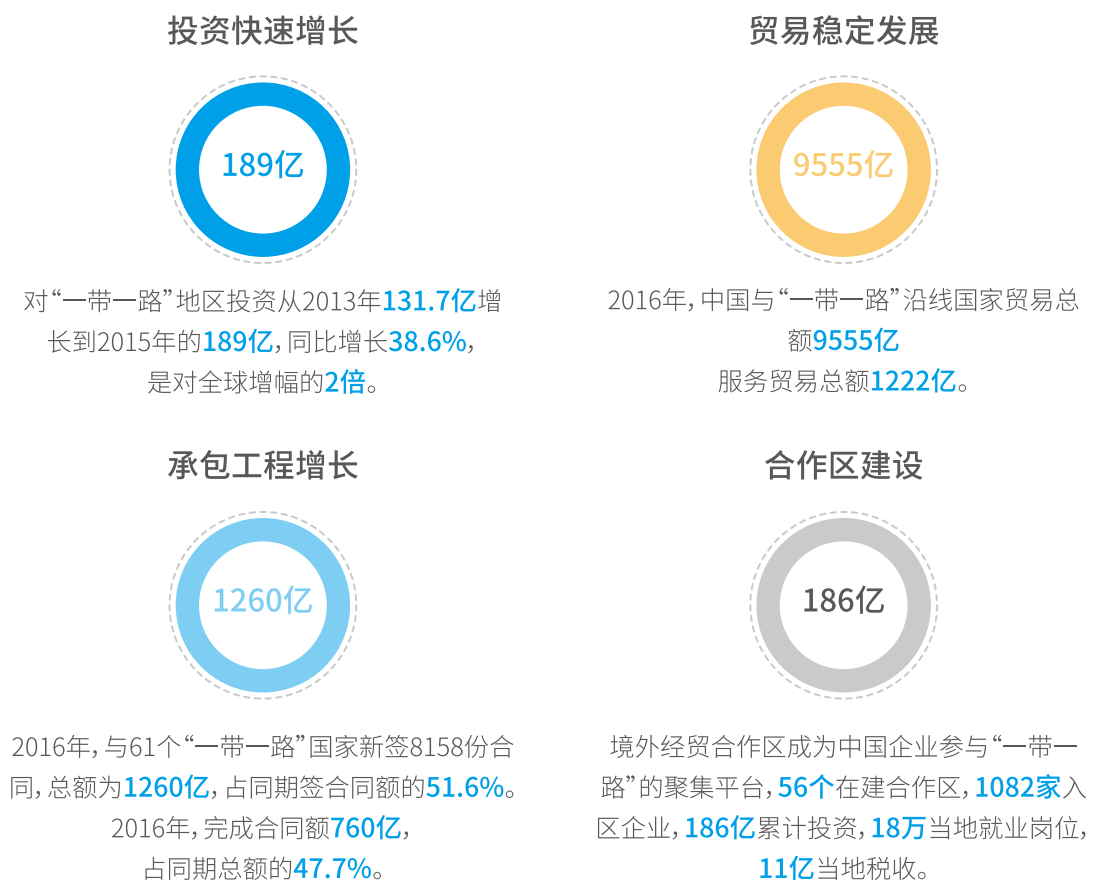 投资快速增长
189亿
对“一带一路”地区投资从2013年131.7亿增
长到2015年的189亿，同比增长38.6%，
是对全球增幅的2倍。
贸易稳定发展
9555亿
2016年，中国与“一带一路”沿线国家贸易总
额9555亿
服务贸易总额1222亿。
承包工程增长
1260亿
2016年，与61个“一带一路”国家新签8158份合
同，总额为1260亿，占同期签合同额的51.6%。
2016年，完成合同额760亿，
占同期总额的47.7%。
合作区建设
186亿
境外经贸合作区成为中国企业参与“一带一
路”的聚集平台，56个在建合作区，1082家入
区企业，186亿累计投资，18万当地就业岗位，
11亿当地税收。